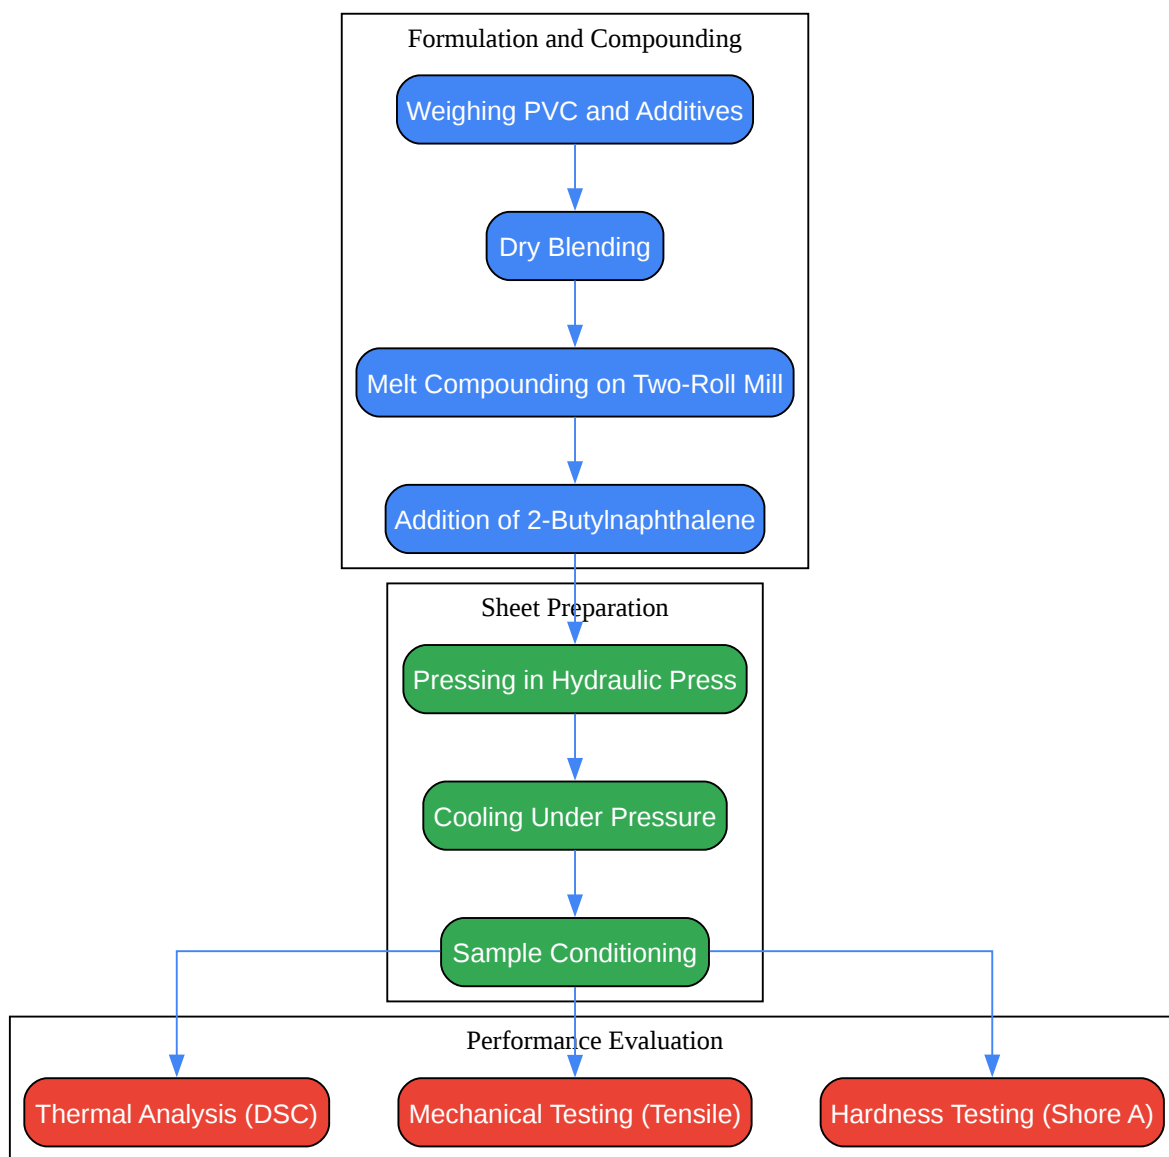 Formulation and Compounding
Weighing PVC and Additives
Dry Blending
Melt Compounding on Two-Roll Mill
Addition of 2-Butylnaphthalene
Sheet Preparation
Pressing in Hydraulic Press
Cooling Under Pressure
Sample Conditioning
Performance Evaluation
Thermal Analysis (DSC)
Mechanical Testing (Tensile)
Hardness Testing (Shore A)